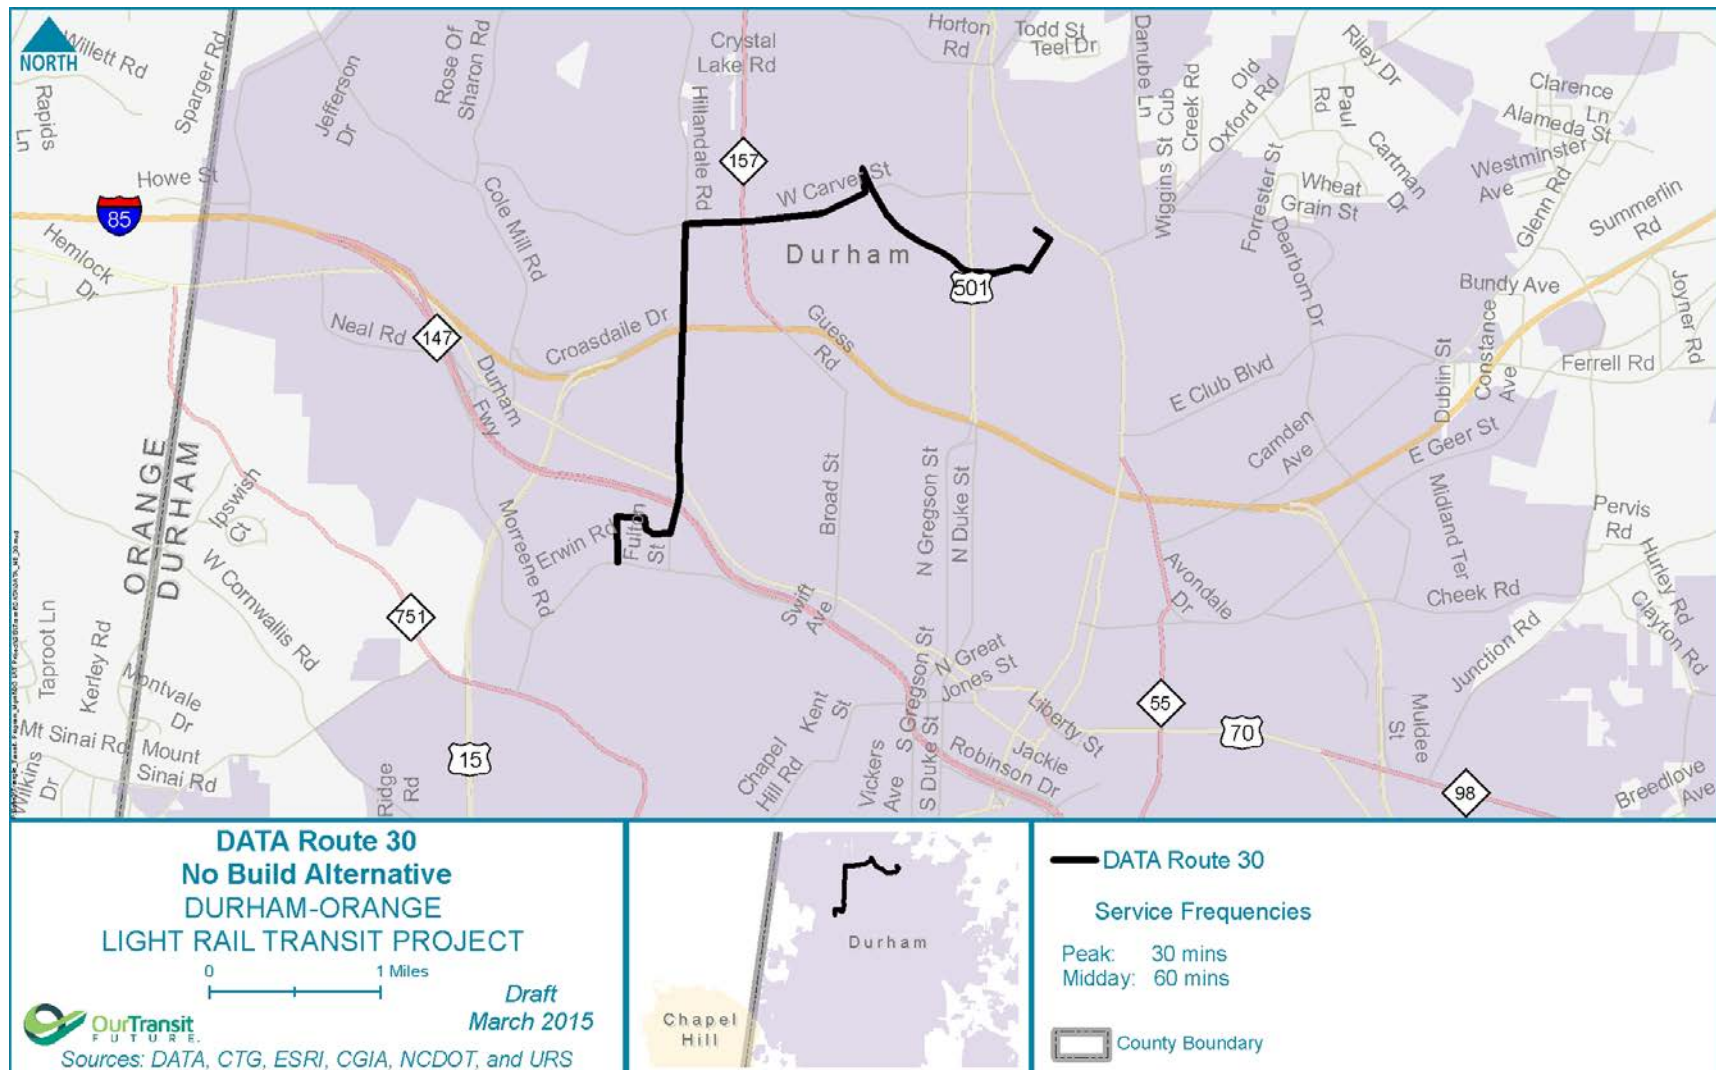 NORTH
Willett Rd
Rapids
Ln
Sparger Rd
Jefferson
Dr
Rose Of
Sharon Rd
Crystal
Lake Rd
Hillandale Rd
Horton
Rd
Todd St
Teel Dr
Danube Ln
Wiggins St
Cub
Creek Rd
Old
Oxford Rd
Riley Dr
Paul
Rd
Cartman
Dr
Clarence
Ln
Alameda St
Westminster
Ave
Glenn Rd
Summerlin
Rd
Howe St
85
Hemlock
Dr
157
W Carver St
Cole Mill Rd
Durham
501
Forrester St
Wheat
Grain St
Dearborn Dr
Bundy Ave
Constance
Ave
Joyner Rd
Ferrell Rd
Dublin St
Neal Rd
147
Croasdaile Dr
Guess
Rd
Durham
Fwy
E Club Blvd
Camden
Ave
E Geer St
Midland Ter
Pervis
Rd
ORANGE
DURHAM
Ipswish
Ct
W Cornwallis Rd
Morreene Rd
Erwin Rd
Fulton
St
Broad St
N Gregson St
N Duke St
Swift
Ave
Avondale
Dr
Cheek Rd
Hurley Rd
Clayton Rd
Junction Rd
751
Taproot Ln
Kerley Rd
Montvale
Dr
Mt Sinai Rd
Mount
Sinai Rd
Wilkins
Dr
Ridge
Rd
15
Kent
St
Chapel
Hill Rd
Vickers
Ave
S Gregson St
S Duke St
N Great
Jones St
Liberty St
Jackie
Robinson Dr
55
70
Muldee
St
98
Breedlove
Ave
DATA Route 30
No Build Alternative
DURHAM-ORANGE
LIGHT RAIL TRANSIT PROJECT
0 1 Miles
Draft
March 2015
OurTransit
FUTURE
Sources: DATA, CTG, ESRI, CGIA, NCDOT, and URS
Durham
Chapel
Hill
DATA Route 30
Service Frequencies
Peak: 30 mins
Midday: 60 mins
County Boundary